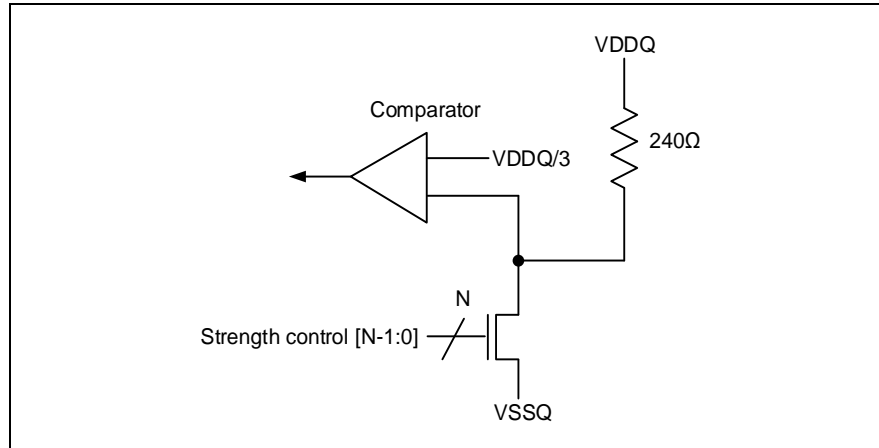 VDDQ
Comparator
240Ω
VDDQ/3
N
Strength control [N-1:0]
VSSQ